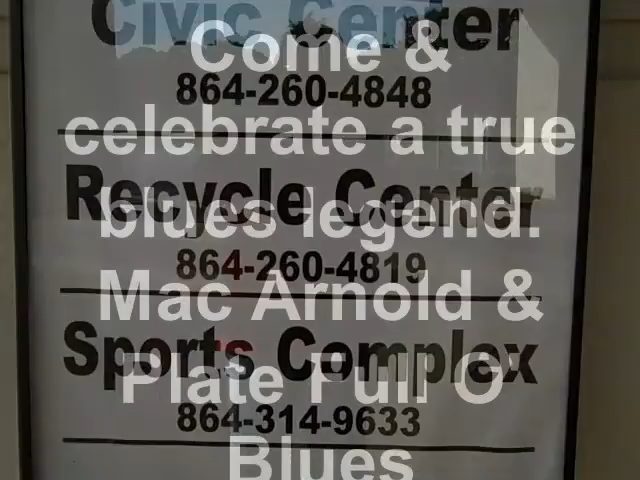 Civic Center
Come &
864-260-4848
celebrate a true
Recycle Center
blues legend.
864-260-4819
Mac Arnold &
Sports Complex
Plate Full O
864-314-9633
Blues